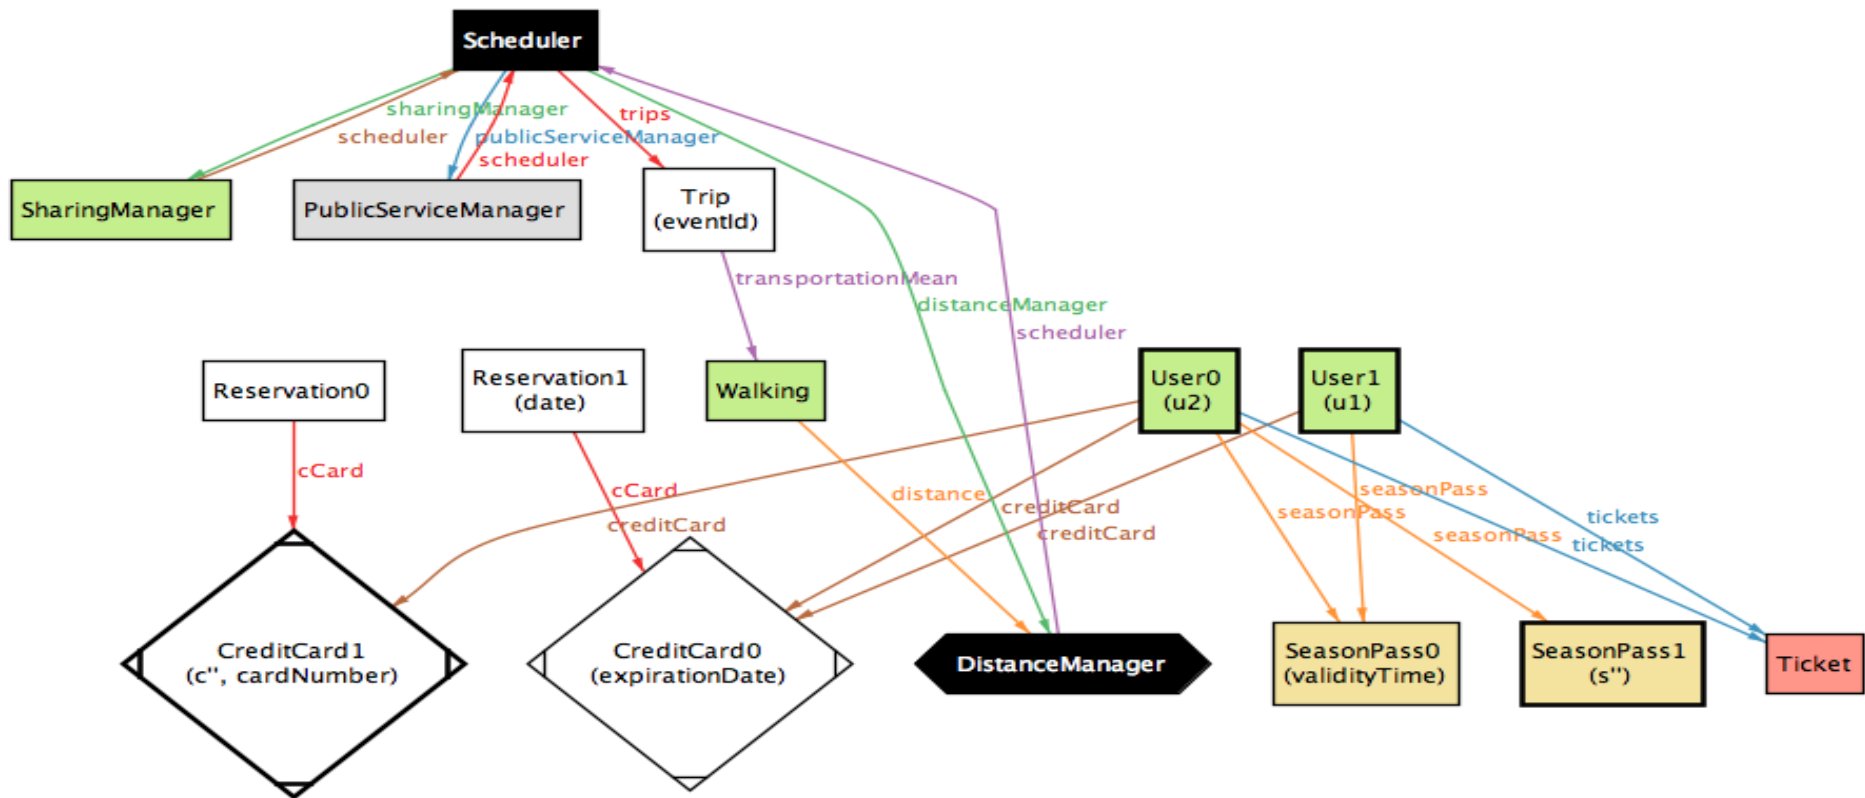 Scheduler
sharingManager
trips
scheduler
publicServiceManager
scheduler
SharingManager
PublicServiceManager
Trip
(eventId)
transportationMean
distanceManager
scheduler
Reservation0
Reservation1
(date)
Walking
User0
(u2)
User1
(u1)
cCard
cCard
creditCard
distance
creditCard
creditCard
seasonPass
seasonPass
seasonPass
tickets
tickets
CreditCard1
(c", cardNumber)
CreditCard0
(expirationDate)
DistanceManager
SeasonPass0
(validityTime)
SeasonPass1
(s")
Ticket